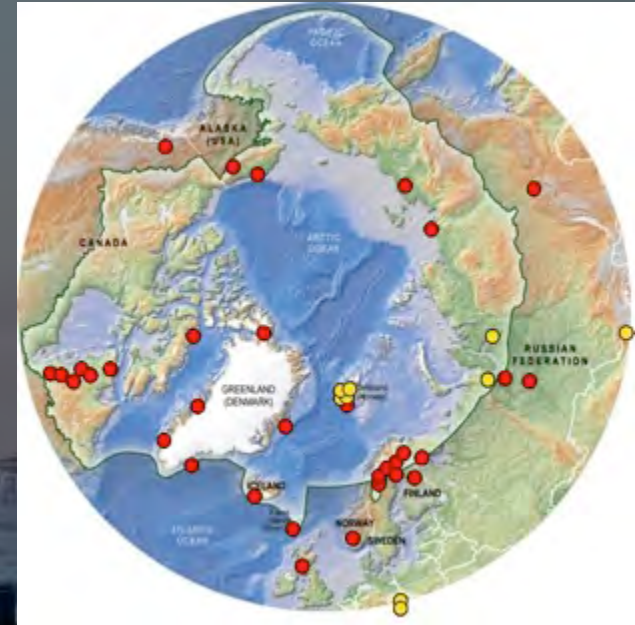 PACIFIC
OCEAN
ALASKA
(USA)
CANADA
ARCTIC
OCEAN
RUSSIAN
FEDERATION
GREENLAND
(DENMARK)
ICELAND
FINLAND
NORWAY
SWEDEN
ATLANTIC
OCEAN